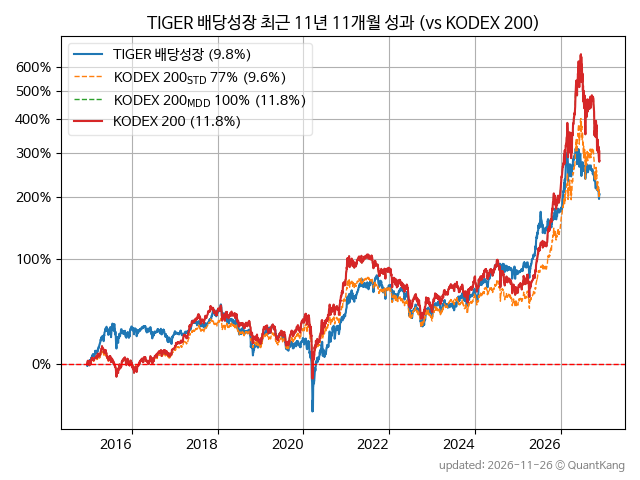 TIGER 배당성장 최근 11년 11개월 성과 (vs KODEX 200)
TIGER 배당성장 (9.8%)
KODEX 200STD 77% (9.6%)
KODEX 200MDD 100% (11.8%)
KODEX 200 (11.8%)
600%
500%
400%
300%
200%
100%
0%
2016 2018 2020 2022 2024 2026
updated: 2026-11-26 © QuantKang